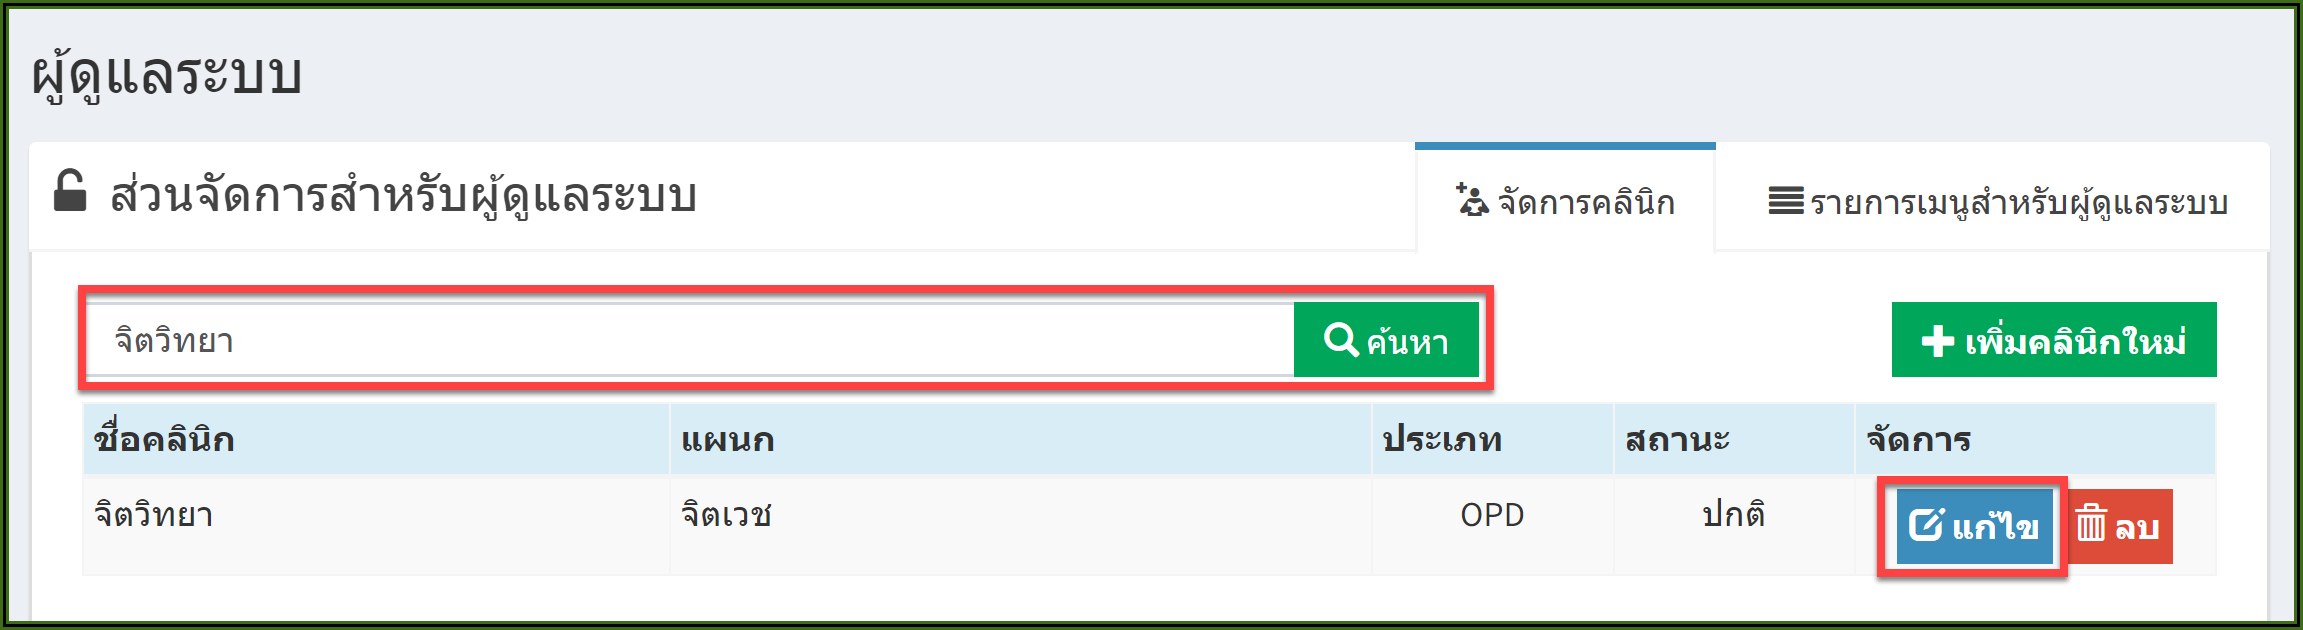 ผู้ดูแลระบบ
ส่วนจัดการสำหรับผู้ดูแลระบบ
จัดการคลินิก
รายการเมนูสำหรับผู้ดูแลระบบ
จิตวิทยา
ค้นหา
เพิ่มคลินิกใหม่
ชื่อคลินิก แผนก ประเภท สถานะ จัดการ
จิตวิทยา จิตเวช OPD ปกติ แก้ไข ลบ